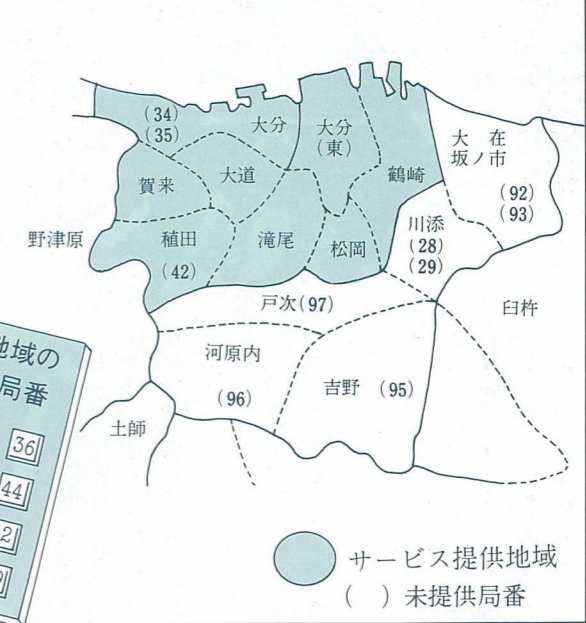 (34)
(35)
大分
大分
(東)
大在
坂ノ市
(92)
(93)
賀来
大道
鶴崎
川添
(28)
(29)
野津原
稙田
(42)
滝尾
松岡
戸次(97)
臼杵
河原内
(96)
吉野 (95)
土師
地域の
局番
36
44
2
サービス提供地域
( )未提供局番